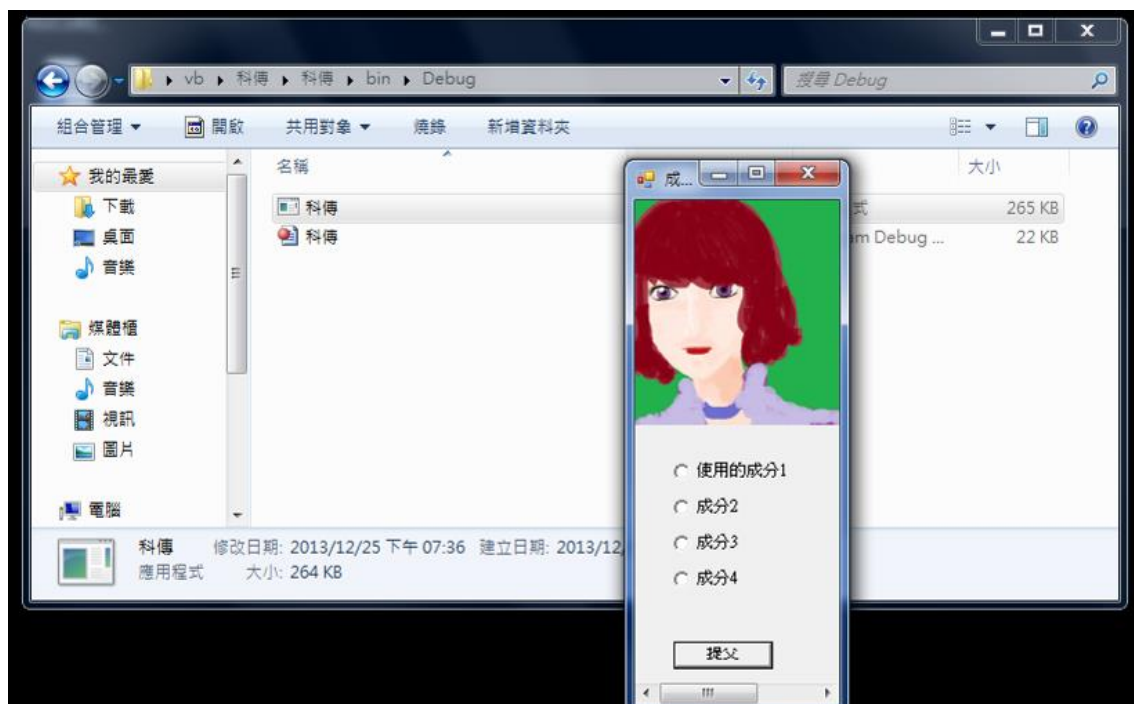 vb 科傳 科傳 bin Debug
搜尋 Debug
組合管理 開啟 共用對象 燒錄 新增資料夾
我的最愛
下載
桌面
音樂
媒體櫃
文件
音樂
視訊
圖片
電腦
名稱
大小
科傳
式
265 KB
科傳
am Debug ...
22 KB
成...
使用的成分1
成分2
成分3
成分4
提交
科傳 修改日期: 2013/12/25 下午 07:36 建立日期: 2013/12
應用程式 大小: 264 KB